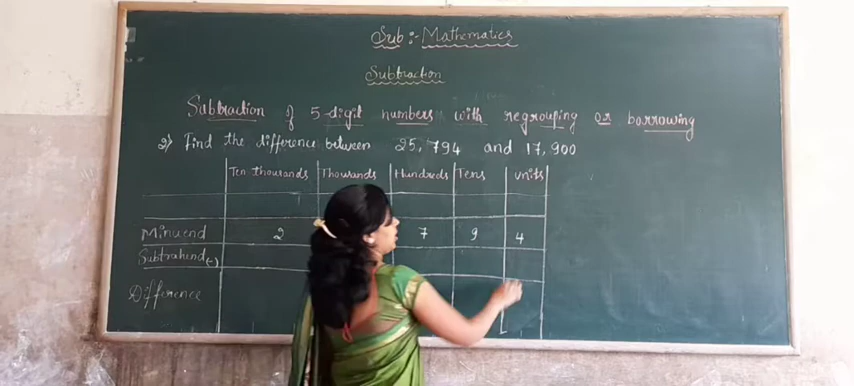 Sub :- Mathematics
Subtraction
Subtraction of 5-digit numbers with regrouping or borrowing
2) Find the difference between 25,794 and 17,900
Ten thousands Thousands Hundreds Tens Units
Minuend 2 7 9 4
Subtrahend (-)
Difference